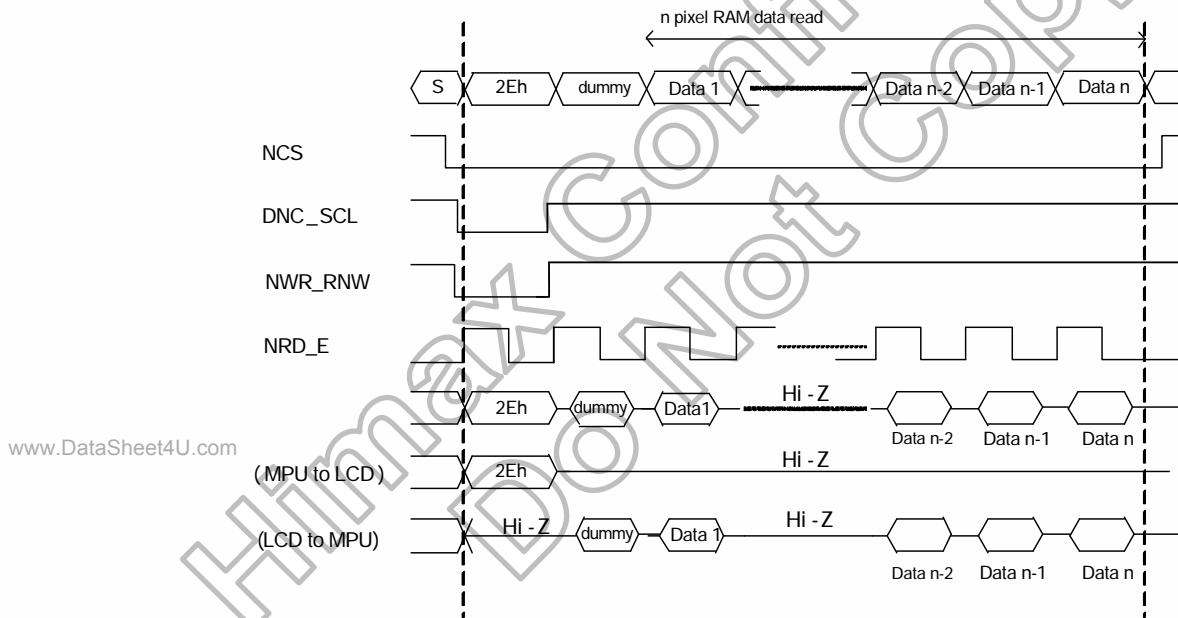 n pixel RAM data read
S 2Eh dummy Data 1 Data n-2 Data n-1 Data n
NCS
DNC_SCL
NWR_RNW
NRD_E
2Eh dummy Data1 Hi - Z
Data n-2 Data n-1 Data n
www.DataSheet4U.com
( MPU to LCD ) 2Eh Hi - Z
(LCD to MPU) Hi - Z dummy Data 1 Hi - Z
Data n-2 Data n-1 Data n
Himax Confi
Do Not Cop